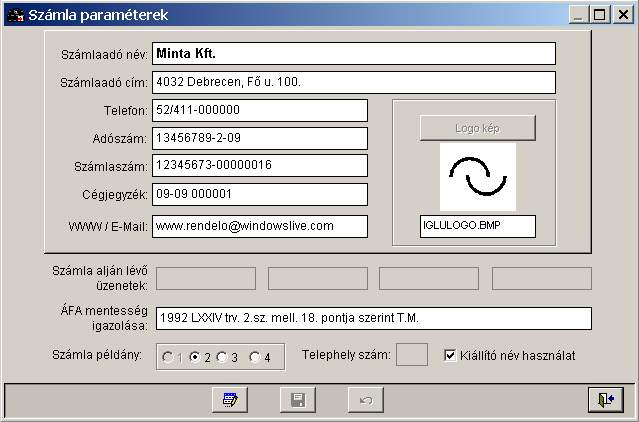 Számla paraméterek
Számlaadó név: Minta Kft.
Számlaadó cím: 4032 Debrecen, Fő u. 100.
Telefon: 52/411-000000
Adószám: 13456789-2-09
Számlaszám: 12345673-00000016
Cégjegyzék: 09-09 000001
WWW / E-Mail: www.rendelo@windowslive.com
Logo kép
IGLULOGO.BMP
Számla alján lévő
üzenetek:
ÁFA mentesség
igazolása: 1992 LXXIV trv. 2.sz. mell. 18. pontja szerint T.M.
Számla példány: 1 2 3 4 Telephely szám: Kiállító név használat